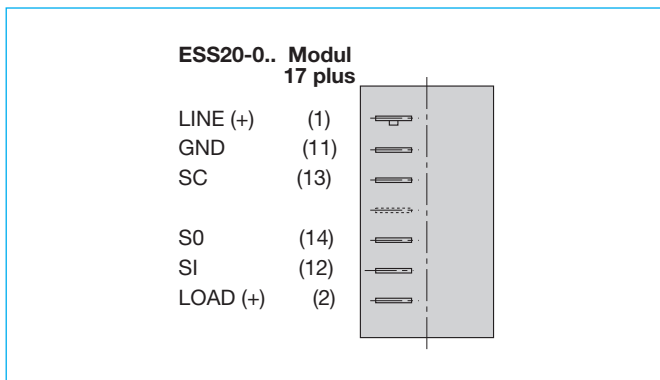 ESS20-0.. Modul
17 plus
LINE (+) (1)
GND (11)
SC (13)
S0 (14)
SI (12)
LOAD (+) (2)